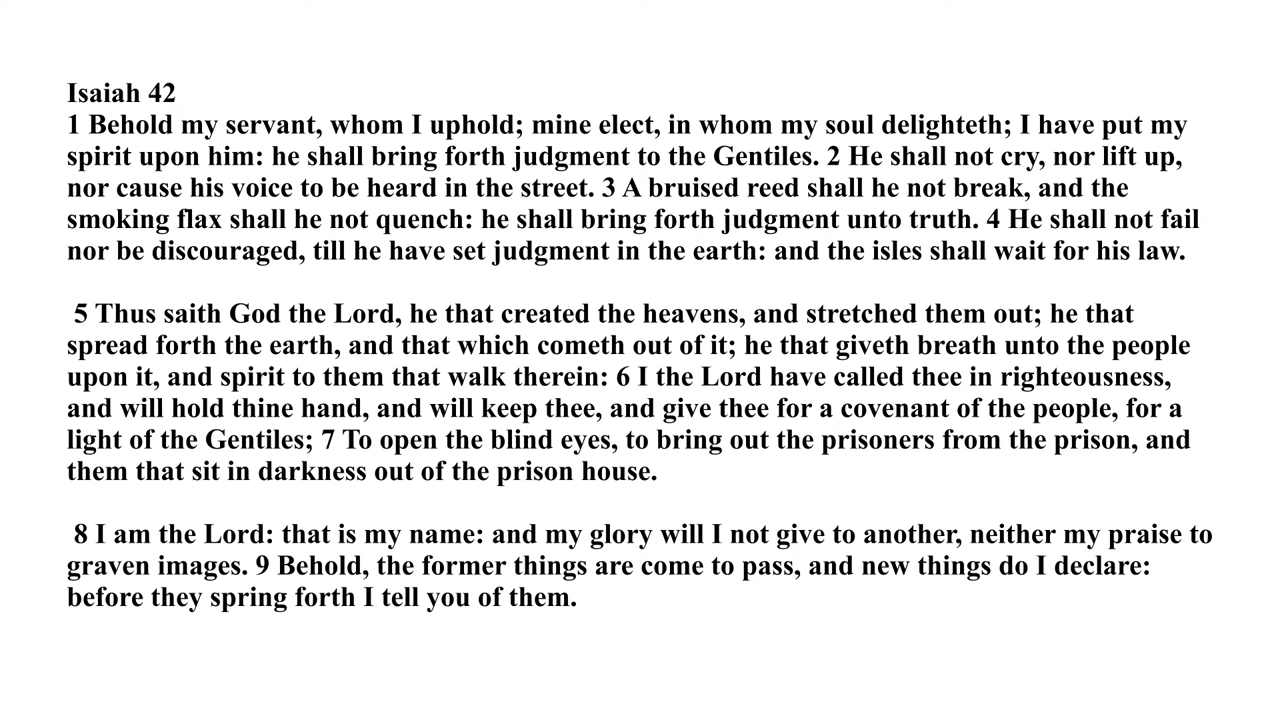 Isaiah 42
1 Behold my servant, whom I uphold; mine elect, in whom my soul delighteth; I have put my
spirit upon him: he shall bring forth judgment to the Gentiles. 2 He shall not cry, nor lift up,
nor cause his voice to be heard in the street. 3 A bruised reed shall he not break, and the
smoking flax shall he not quench: he shall bring forth judgment unto truth. 4 He shall not fail
nor be discouraged, till he have set judgment in the earth: and the isles shall wait for his law.
5 Thus saith God the Lord, he that created the heavens, and stretched them out; he that
spread forth the earth, and that which cometh out of it; he that giveth breath unto the people
upon it, and spirit to them that walk therein: 6 I the Lord have called thee in righteousness,
and will hold thine hand, and will keep thee, and give thee for a covenant of the people, for a
light of the Gentiles; 7 To open the blind eyes, to bring out the prisoners from the prison, and
them that sit in darkness out of the prison house.
8 I am the Lord: that is my name: and my glory will I not give to another, neither my praise to
graven images. 9 Behold, the former things are come to pass, and new things do I declare:
before they spring forth I tell you of them.